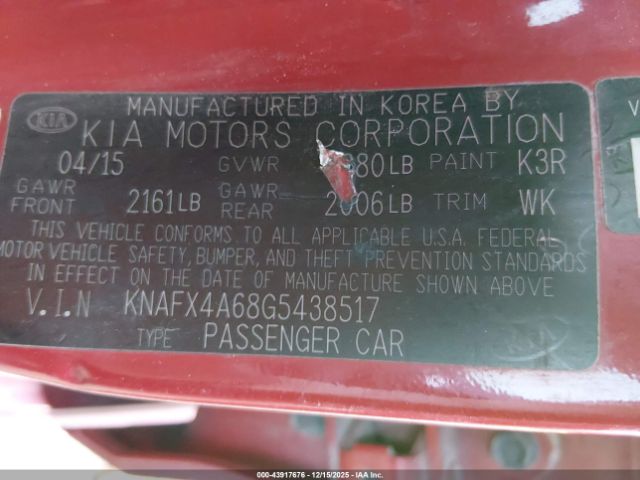 KIA
MANUFACTURED IN KOREA BY
KIA MOTORS CORPORATION
04/15 GVWR 80LB PAINT K3R
GAWR FRONT 2161LB GAWR REAR 2006LB TRIM WK
THIS VEHICLE CONFORMS TO ALL APPLICABLE U.S.A. FEDERAL
MOTOR VEHICLE SAFETY, BUMPER, AND THEFT PREVENTION STANDARDS
IN EFFECT ON THE DATE OF MANUFACTURE SHOWN ABOVE
V.I.N KNAFX4A68G5438517
TYPE PASSENGER CAR
000-43917676 - 12/15/2025 - IAA Inc.